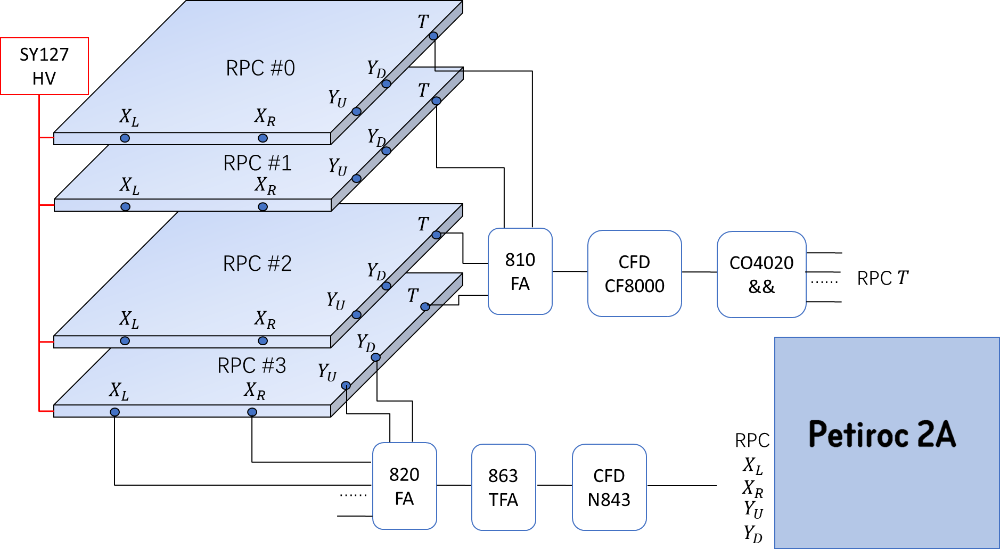 SY127
HV
RPC #0
T
Y_D
Y_U
X_L
X_R
RPC #1
T
Y_D
Y_U
X_L
X_R
RPC #2
T
Y_D
Y_U
X_L
X_R
RPC #3
T
Y_D
Y_U
X_L
X_R
810
FA
CFD
CF8000
CO4020
&&
......
RPC T
......
820
FA
863
TFA
CFD
N843
RPC
X_L
X_R
Y_U
Y_D
Petiroc 2A